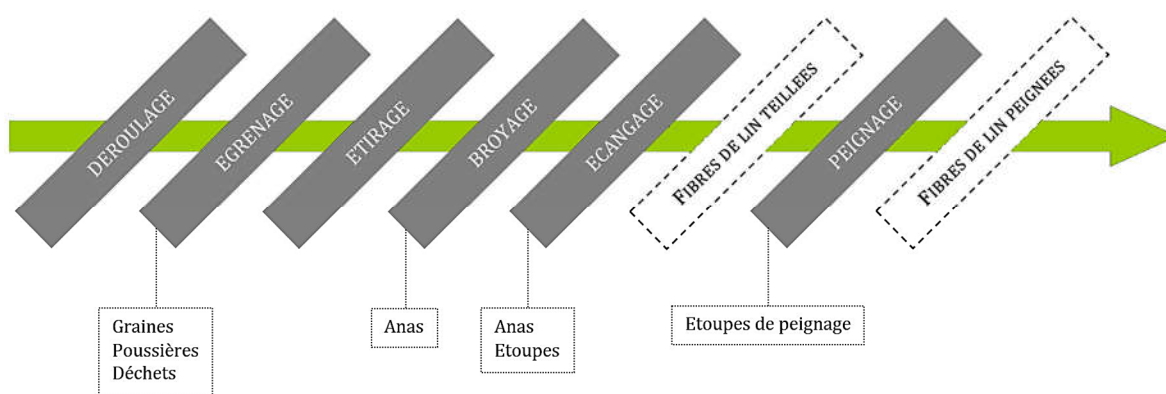 DEROULAGE
EGRENAGE
ETIRAGE
BROYAGE
ECANGAGE
FIBRES DE LIN TEILLEES
PEIGNAGE
FIBRES DE LIN PEIGNEES
Graines
Poussières
Déchets
Anas
Anas
Etoupes
Etoupes de peignage